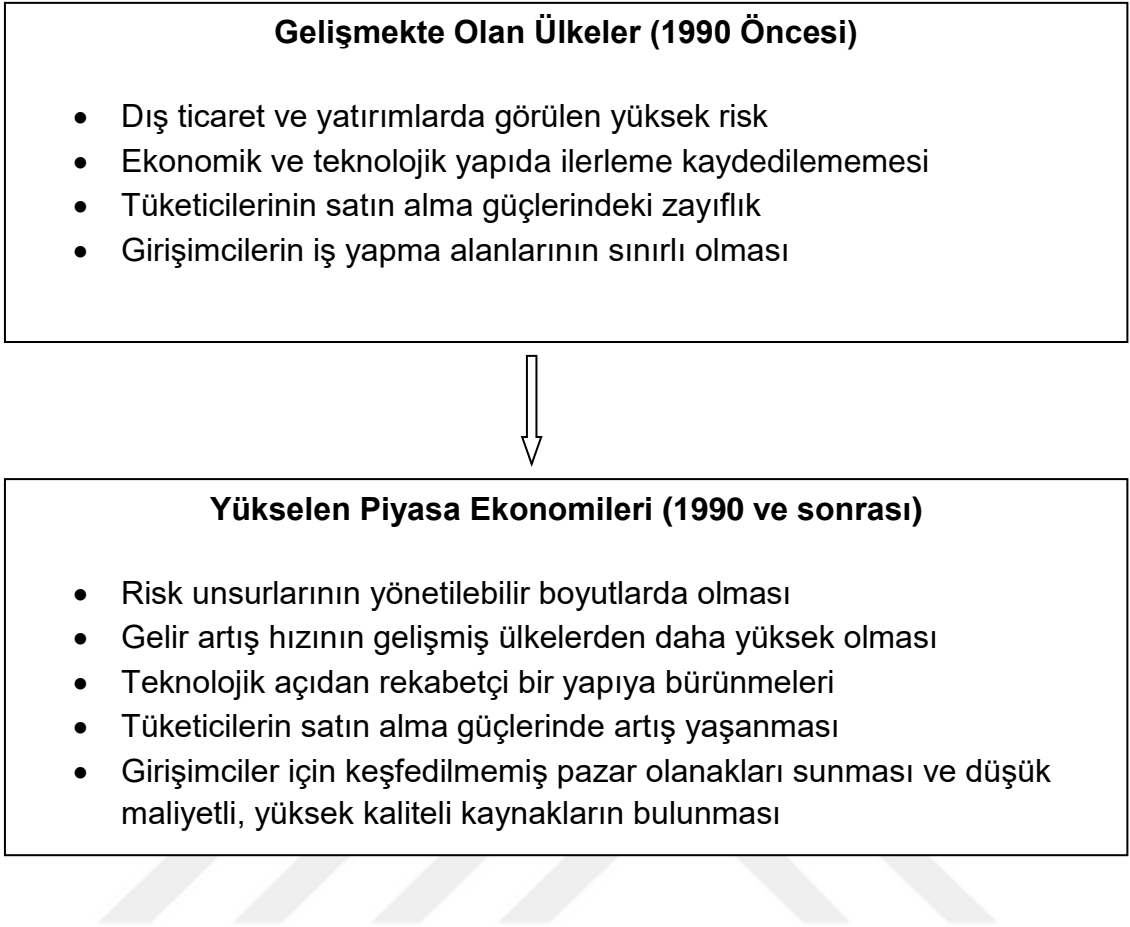 Gelişmekte Olan Ülkeler (1990 Öncesi)
• Dış ticaret ve yatırımlarda görülen yüksek risk
• Ekonomik ve teknolojik yapıda ilerleme kaydedilememesi
• Tüketicilerinin satın alma güçlerindeki zayıflık
• Girişimcilerin iş yapma alanlarının sınırlı olması
Yükselen Piyasa Ekonomileri (1990 ve sonrası)
• Risk unsurlarının yönetilebilir boyutlarda olması
• Gelir artış hızının gelişmiş ülkelerden daha yüksek olması
• Teknolojik açıdan rekabetçi bir yapıya bürünmeleri
• Tüketicilerin satın alma güçlerinde artış yaşanması
• Girişimciler için keşfedilmemiş pazar olanakları sunması ve düşük
maliyetli, yüksek kaliteli kaynakların bulunması